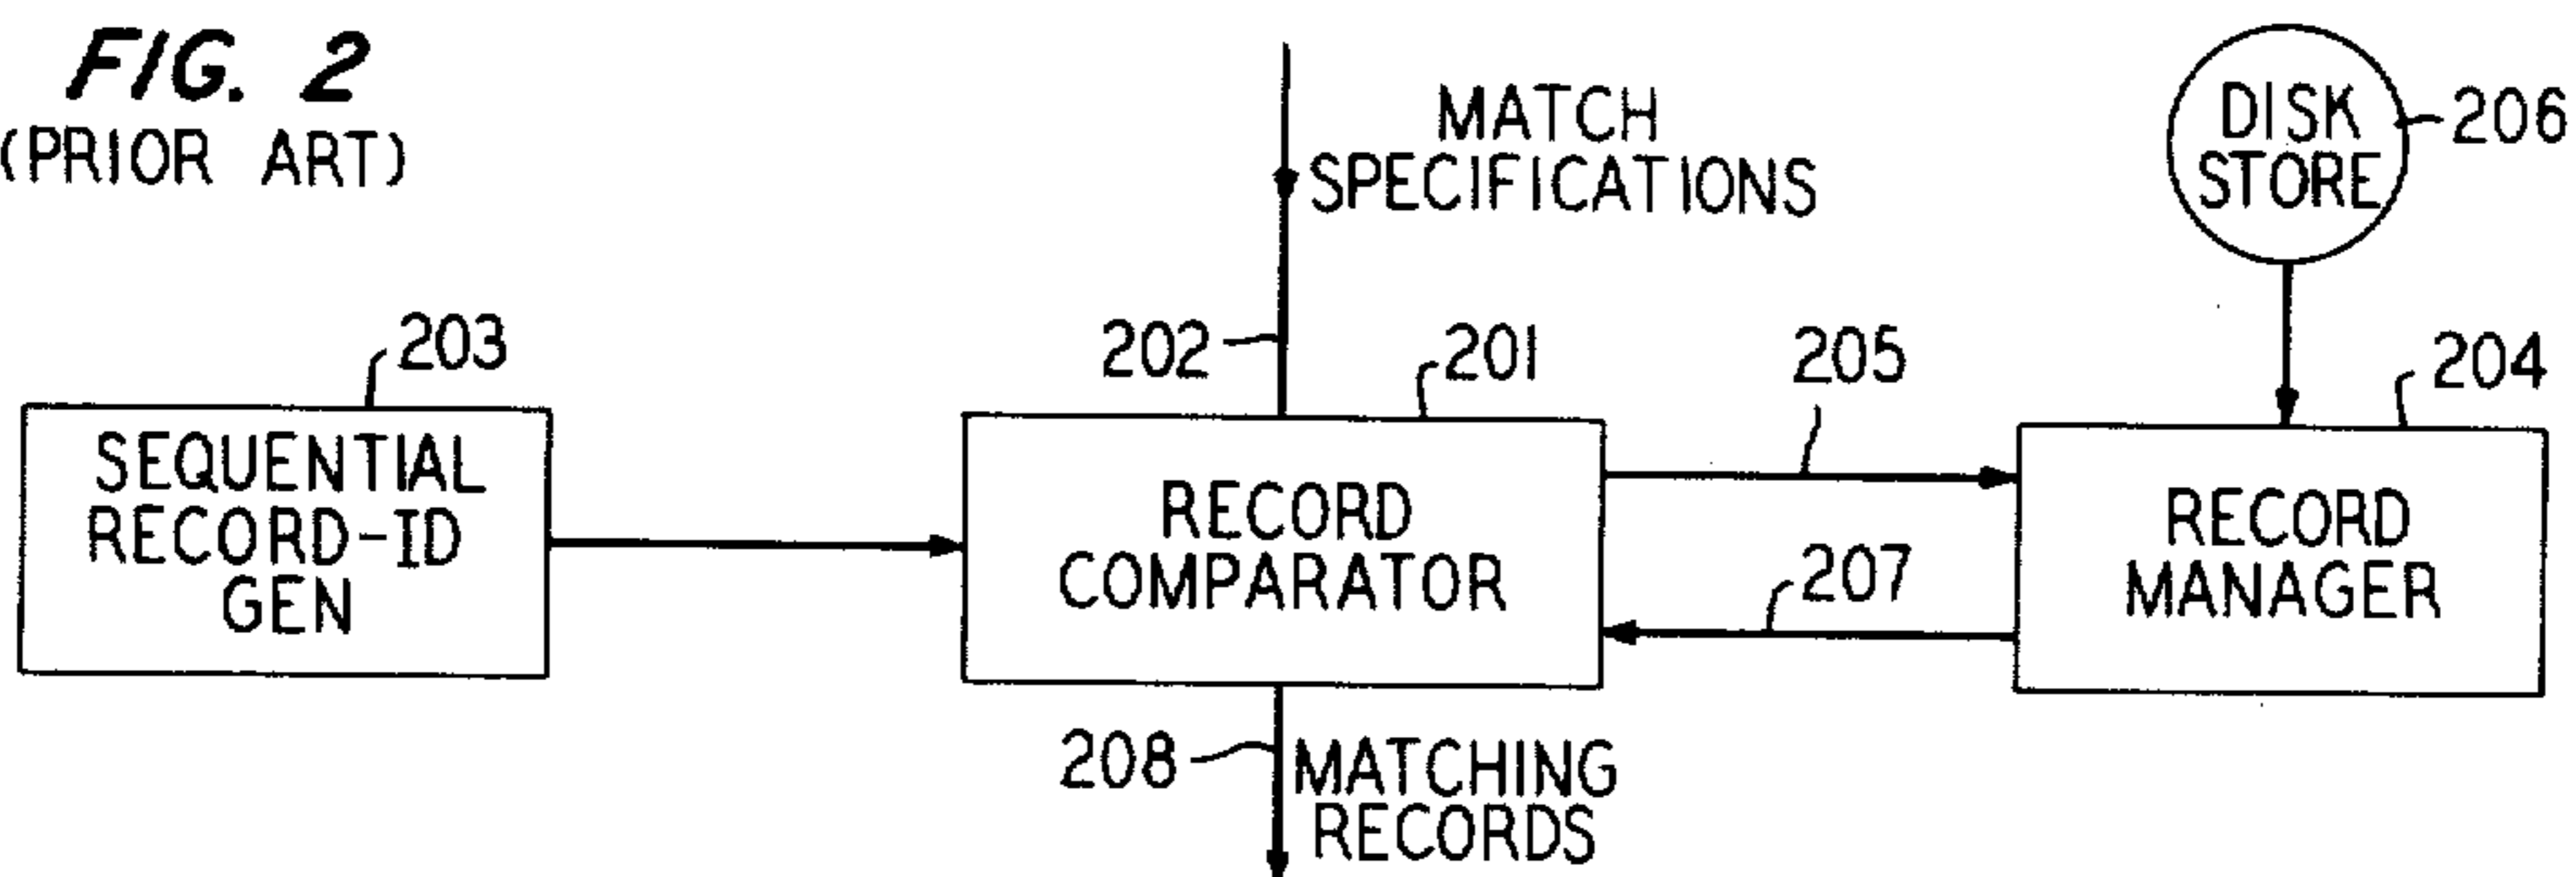 FIG. 2
(PRIOR ART)
MATCH
SPECIFICATIONS
DISK
STORE
206
203
202
201
205
204
SEQUENTIAL
RECORD-ID
GEN
RECORD
COMPARATOR
207
RECORD
MANAGER
208
MATCHING
RECORDS